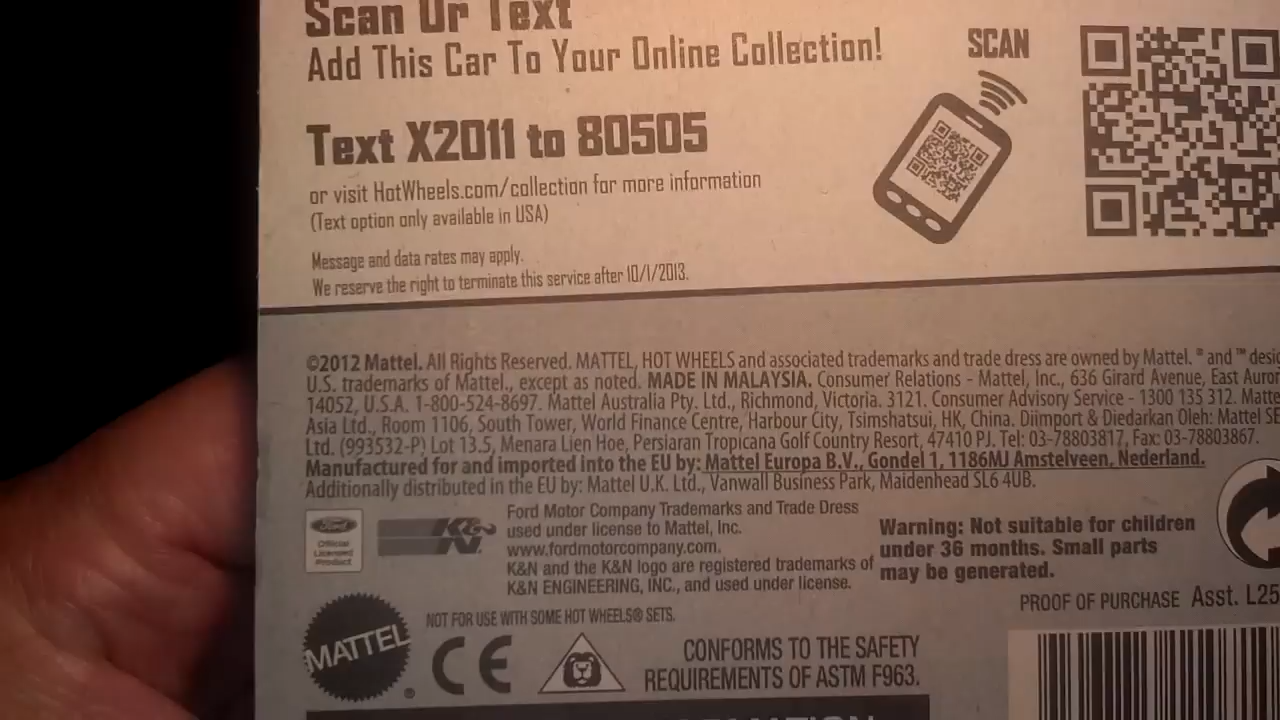 Scan Or Text
Add This Car To Your Online Collection!
SCAN
Text X2011 to 80505
or visit HotWheels.com/collection for more information
(Text option only available in USA)
Message and data rates may apply.
We reserve the right to terminate this service after 10/1/2013.
©2012 Mattel. All Rights Reserved. MATTEL, HOT WHEELS and associated trademarks and trade dress are owned by Mattel. ® and ™
U.S. trademarks of Mattel., except as noted. MADE IN MALAYSIA. Consumer Relations - Mattel, Inc., 636 Girard Avenue, East
14052, U.S.A. 1-800-524-8697. Mattel Australia Pty. Ltd., Richmond, Victoria. 3121. Consumer Advisory Service - 1300 135 312.
Asia Ltd., Room 1106, South Tower, World Finance Centre, Harbour City, Tsimshatsui, HK, China. Diimport & Diedarkan Oleh: Mattel
Ltd. (993532-P) Lot 13.5, Menara Lien Hoe, Persiaran Tropicana Golf Country Resort, 47410 PJ. Tel: 03-78803817, Fax: 03-78803867.
Manufactured for and imported into the EU by: Mattel Europa B.V., Gondel 1, 1186MJ Amstelveen, Nederland.
Additionally distributed in the EU by: Mattel U.K. Ltd., Vanwall Business Park, Maidenhead SL6 4UB.
Ford
Official
Licensed
Product
K&N
Ford Motor Company Trademarks and Trade Dress
used under license to Mattel, Inc.
www.fordmotorcompany.com.
K&N and the K&N logo are registered trademarks of
K&N ENGINEERING, INC., and used under license.
Warning: Not suitable for children
under 36 months. Small parts
may be generated.
PROOF OF PURCHASE Asst.
NOT FOR USE WITH SOME HOT WHEELS® SETS.
MATTEL®
CE
CONFORMS TO THE SAFETY
REQUIREMENTS OF ASTM F963.